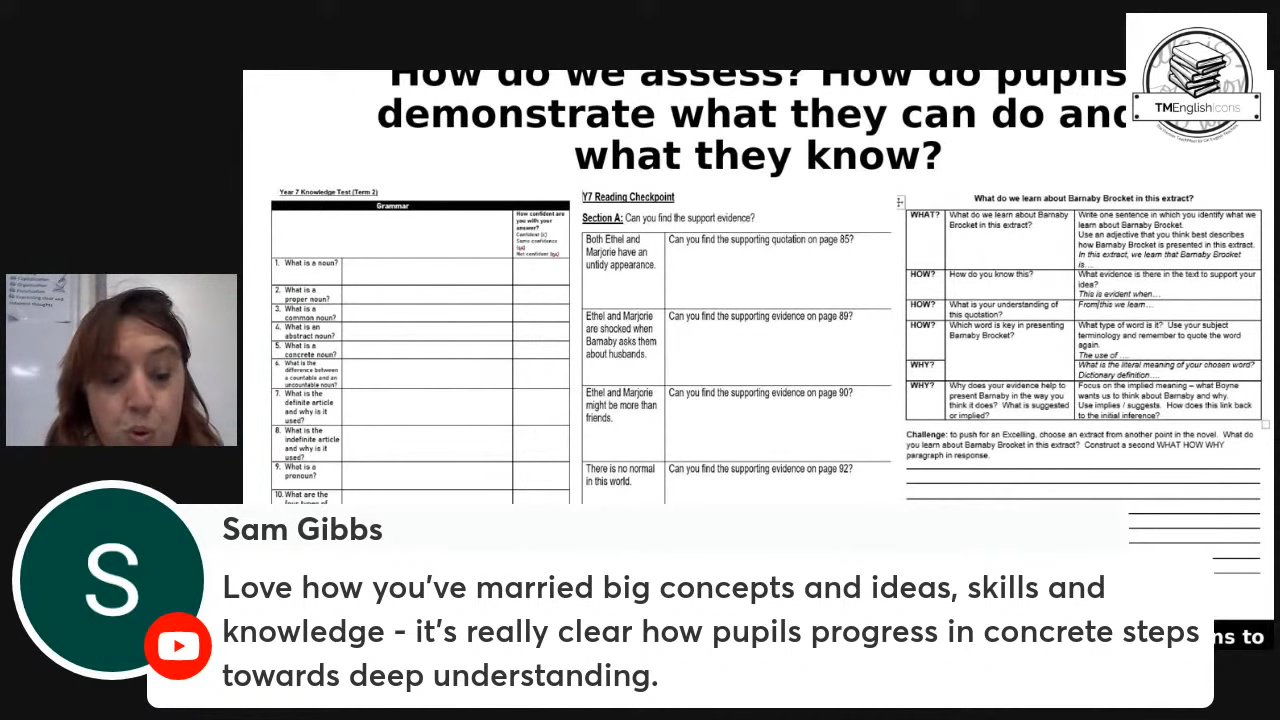 How do we assess? How do pupils
demonstrate what they can do and
what they know?
TMEnglishIcons
Year 7 Knowledge Test (Term 2)
Grammar
How confident are
you with your
answer?
Confident (c)
Some confidence
Not confident
1. What is a noun?
2. What is a
proper noun?
3. What is a
common noun?
4. What is an
abstract noun?
5. What is a
concrete noun?
6. What is the
difference between
a countable and an
uncountable noun?
7. What is the
definite article
and why is it
used?
8. What is the
indefinite article
and why is it
used?
9. What is a
pronoun?
10. What are the
four types of
Y7 Reading Checkpoint
Section A: Can you find the support evidence?
Both Ethel and
Marjorie have an
untidy appearance.
Can you find the supporting quotation on page 85?
Ethel and Marjorie
are shocked when
Barnaby asks them
about husbands.
Can you find the supporting evidence on page 89?
Ethel and Marjorie
might be more than
friends.
Can you find the supporting evidence on page 90?
There is no normal
in this world.
Can you find the supporting evidence on page 92?
What do we learn about Barnaby Brocket in this extract?
WHAT?
What do we learn about Barnaby
Brocket in this extract?
Write one sentence in which you identify what we
learn about Barnaby Brocket.
Use an adjective that you think best describes
how Barnaby Brocket is presented in this extract.
In this extract, we learn that Barnaby Brocket
is....
HOW?
How do you know this?
What evidence is there in the text to support your
idea?
This is evident when...
HOW?
What is your understanding of
this quotation?
From this we learn...
HOW?
Which word is key in presenting
Barnaby Brocket?
What type of word is it? Use your subject
terminology and remember to quote the word
again.
The use of ....
WHY?
What is the literal meaning of your chosen word?
Dictionary definition....
WHY?
Why does your evidence help to
present Barnaby in the way you
think it does? What is suggested
or implied?
Focus on the implied meaning – what Boyne
wants us to think about Barnaby and why.
Use implies / suggests. How does this link back
to the initial inference?
Challenge: to push for an Excelling, choose an extract from another point in the novel. What do
you learn about Barnaby Brocket in this extract? Construct a second WHAT HOW WHY
paragraph in response.
S
Sam Gibbs
Love how you've married big concepts and ideas, skills and
knowledge - it's really clear how pupils progress in concrete steps
towards deep understanding.
ns to